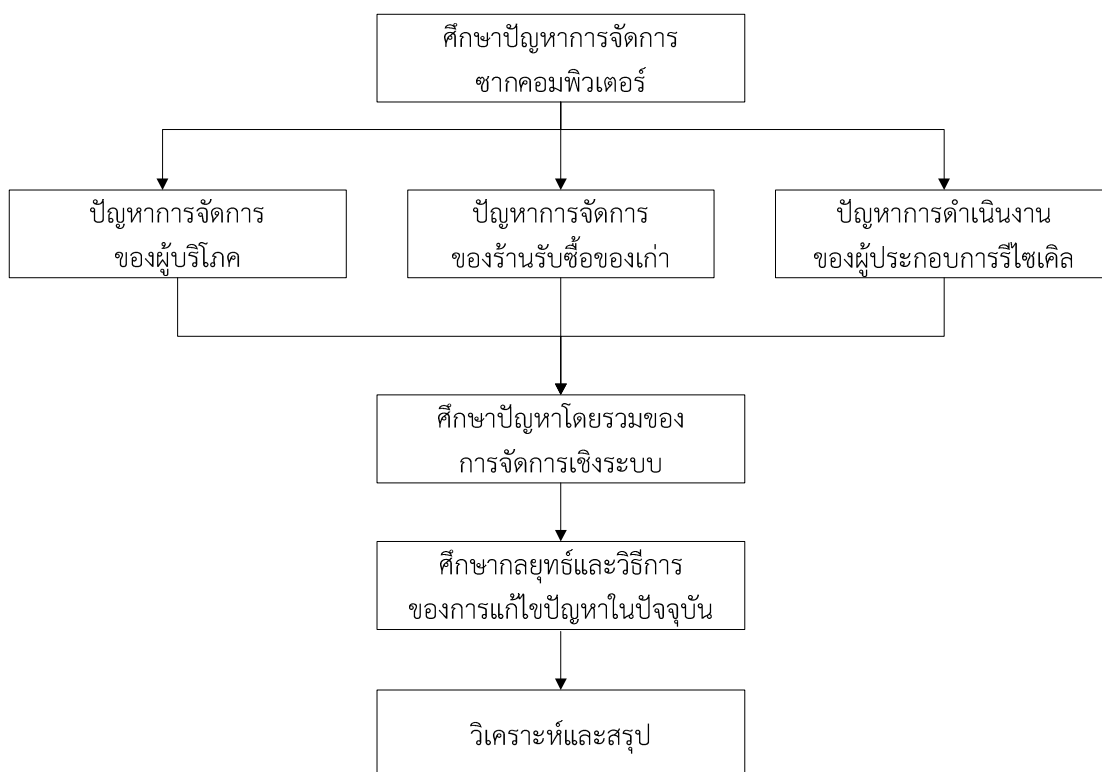 ศึกษาปัญหาการจัดการ
ซากคอมพิวเตอร์
ปัญหาการจัดการ
ของผู้บริโภค
ปัญหาการจัดการ
ของร้านรับซื้อของเก่า
ปัญหาการดำเนินงาน
ของผู้ประกอบการรีไซเคิล
ศึกษาปัญหาโดยรวมของ
การจัดการเชิงระบบ
ศึกษากลยุทธ์และวิธีการ
ของการแก้ไขปัญหาในปัจจุบัน
วิเคราะห์และสรุป